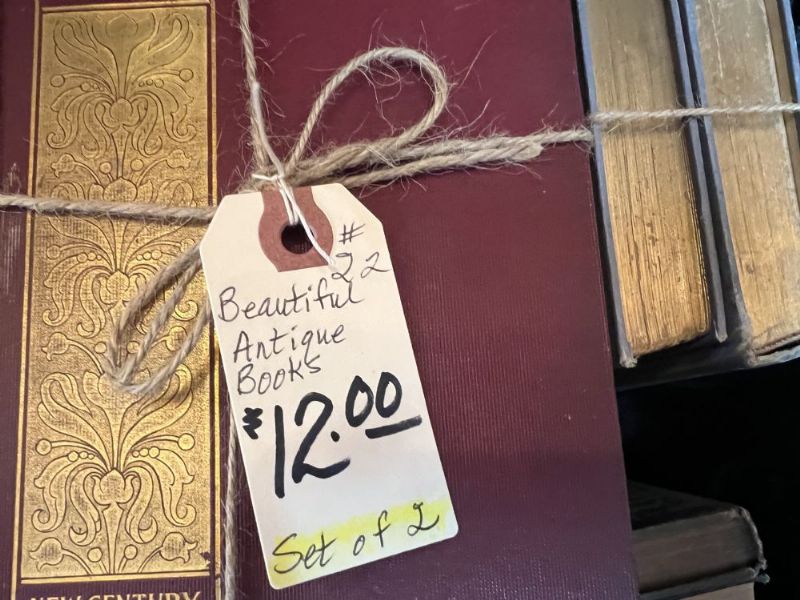 #
22
Beautiful
Antique
Books
$12.00
Set of 2
NEW CENTURY